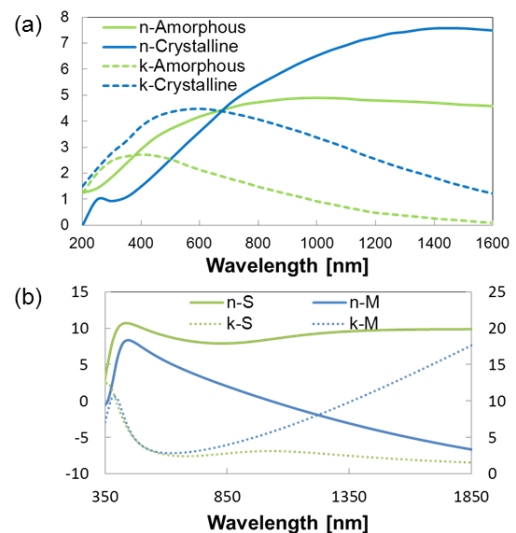 (a)
8
7
6
5
4
3
2
1
0
n-Amorphous
n-Crystalline
k-Amorphous
k-Crystalline
200 400 600 800 1000 1200 1400 1600
Wavelength [nm]
(b)
15
10
5
0
-5
-10
n-S n-M
k-S k-M
25
20
15
10
5
0
350 850 1350 1850
Wavelength [nm]